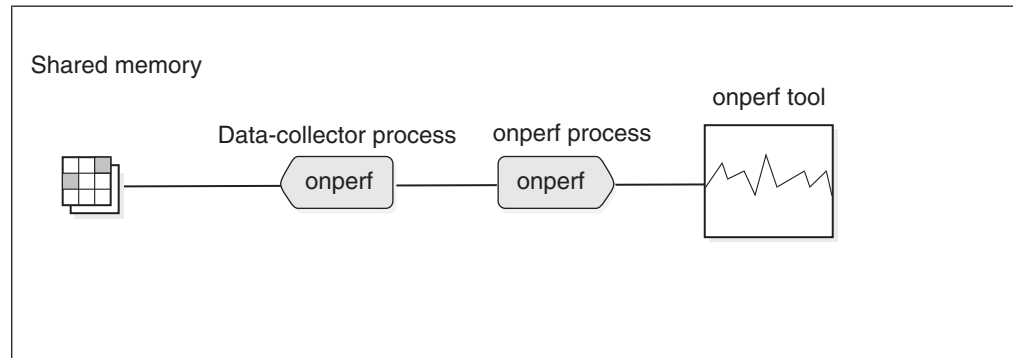 Shared memory
onperf tool
Data-collector process
onperf process
onperf
onperf